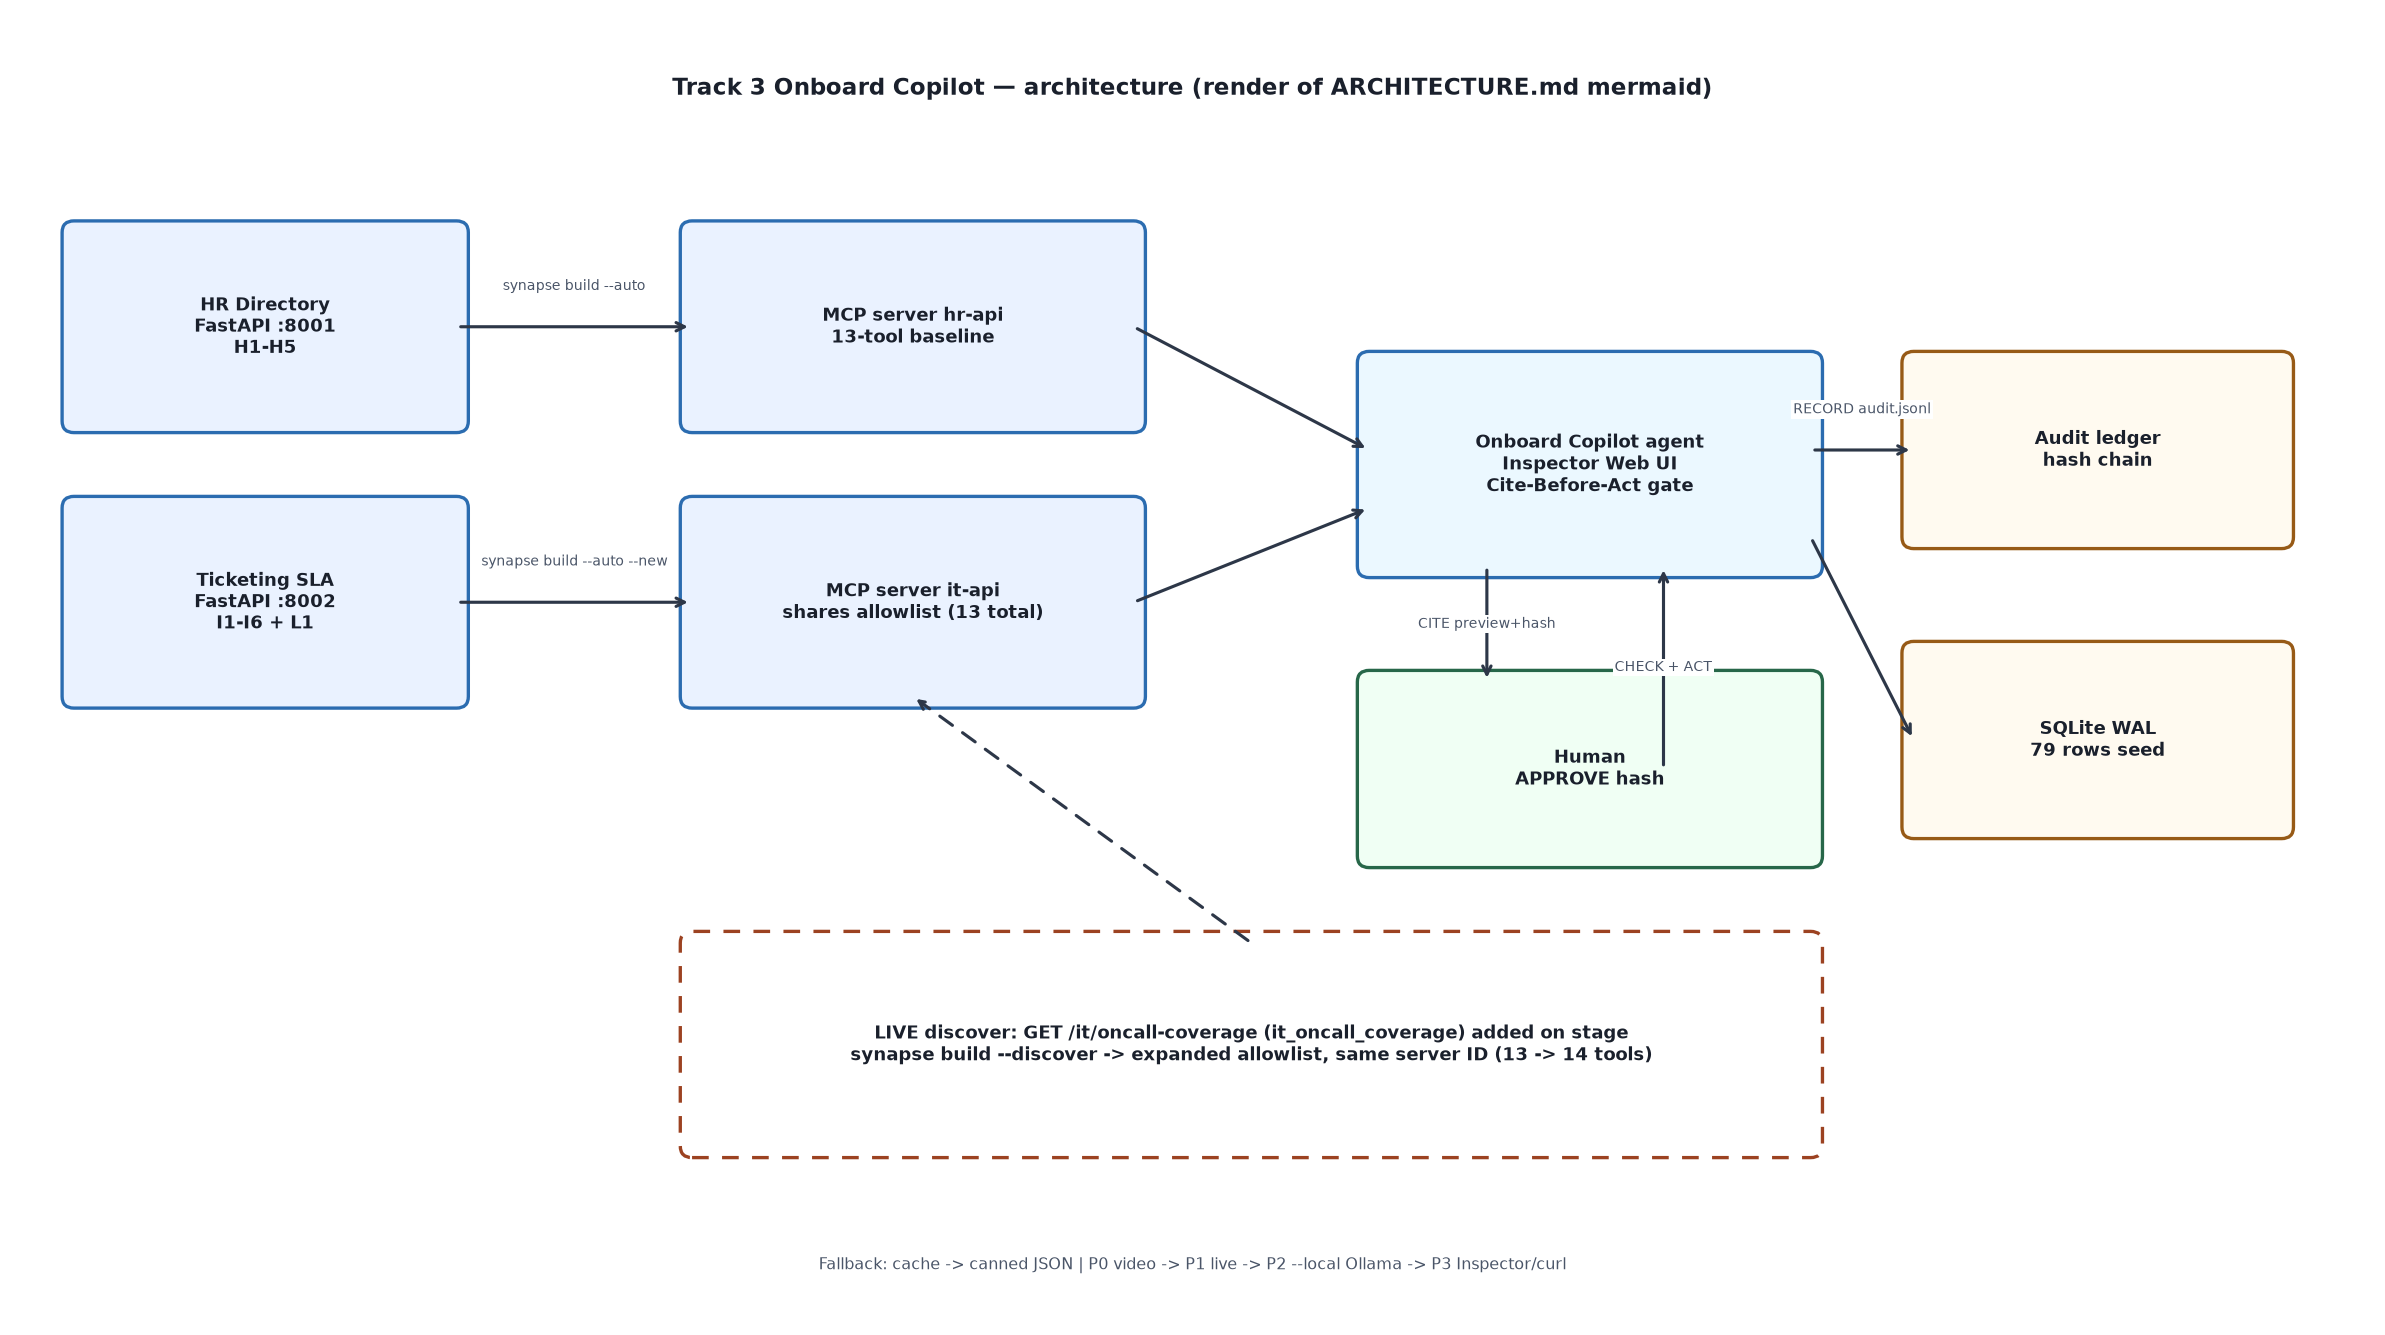 Track 3 Onboard Copilot — architecture (render of ARCHITECTURE.md mermaid)
HR Directory
FastAPI :8001
H1-H5
synapse build --auto
MCP server hr-api
13-tool baseline
Ticketing SLA
FastAPI :8002
I1-I6 + L1
synapse build --auto --new
MCP server it-api
shares allowlist (13 total)
Onboard Copilot agent
Inspector Web UI
Cite-Before-Act gate
RECORD audit.jsonl
Audit ledger
hash chain
CITE preview+hash
CHECK + ACT
Human
APPROVE hash
SQLite WAL
79 rows seed
LIVE discover: GET /it/oncall-coverage (it_oncall_coverage) added on stage
synapse build --discover -> expanded allowlist, same server ID (13 -> 14 tools)
Fallback: cache -> canned JSON | P0 video -> P1 live -> P2 --local Ollama -> P3 Inspector/curl